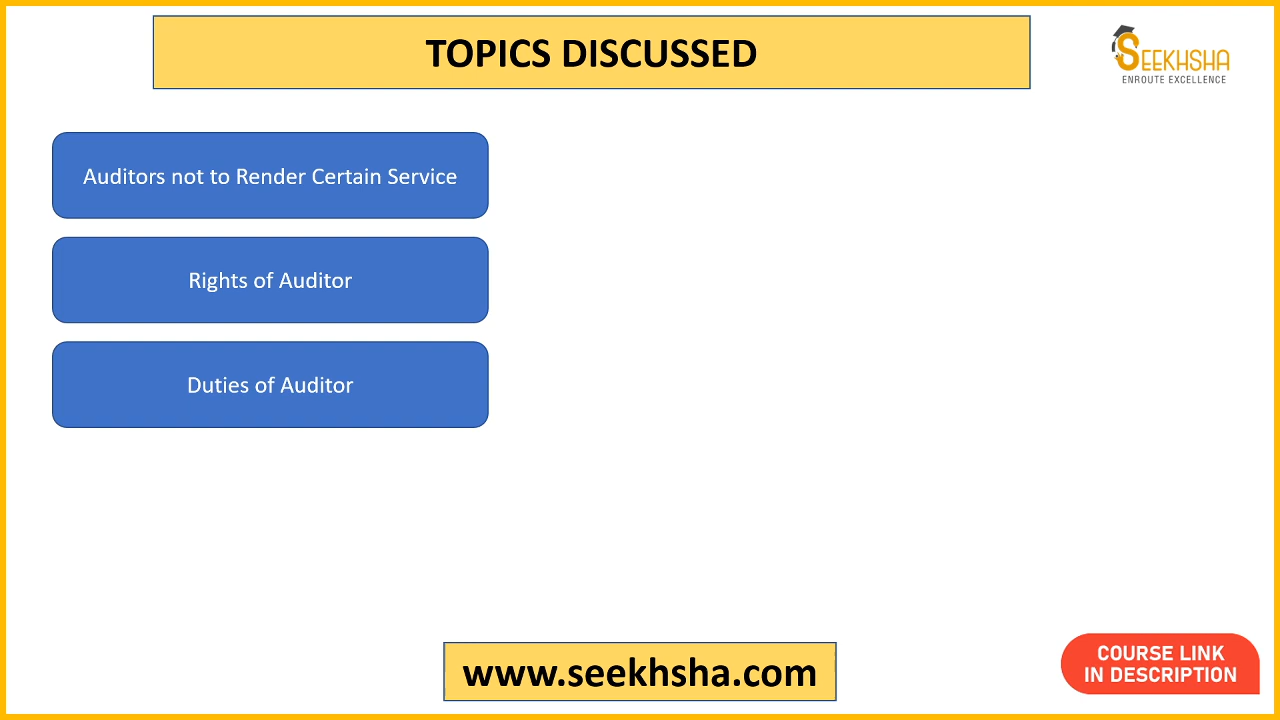 TOPICS DISCUSSED
SEEKHSHA
ENROUTE EXCELLENCE
Auditors not to Render Certain Service
Rights of Auditor
Duties of Auditor
www.seekhsha.com
COURSE LINK
IN DESCRIPTION